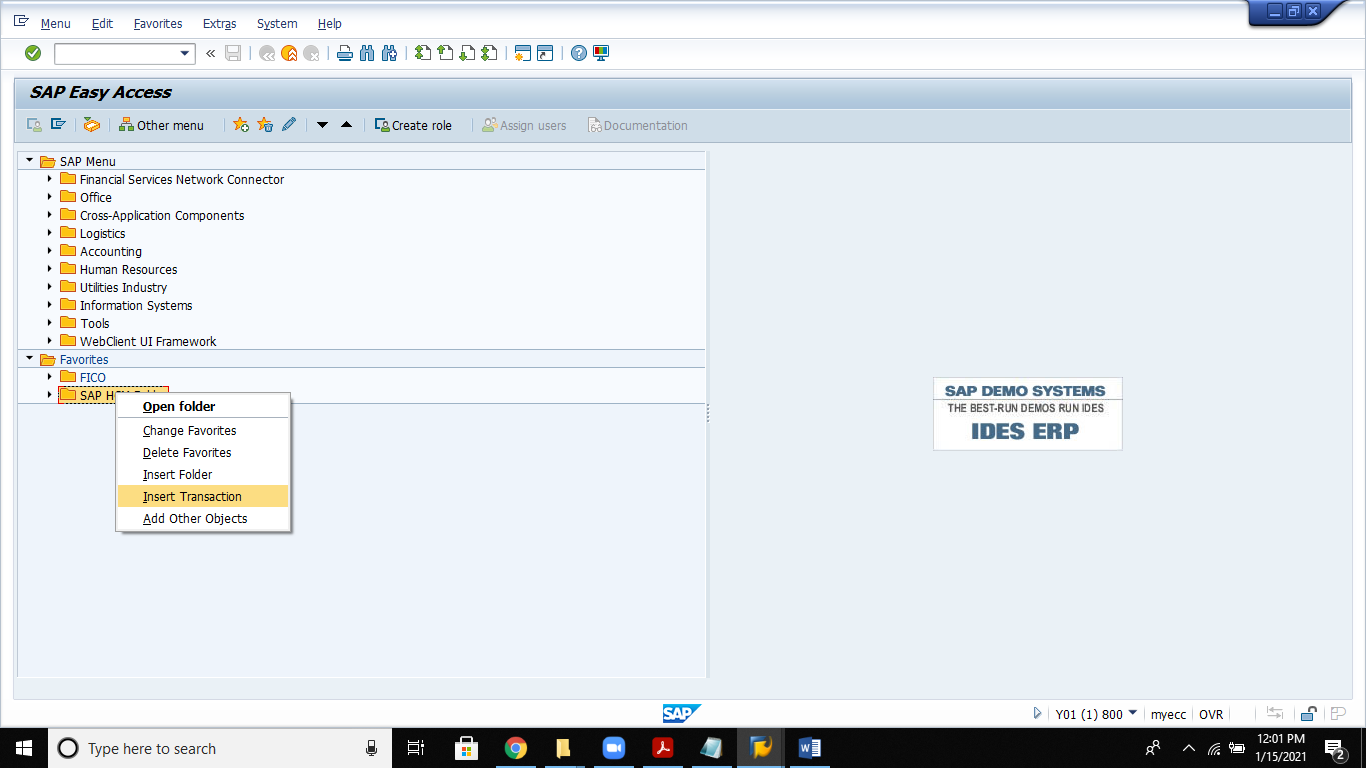 Menu Edit Favorites Extras System Help
SAP Easy Access
Other menu Create role Assign users Documentation
SAP Menu
Financial Services Network Connector
Office
Cross-Application Components
Logistics
Accounting
Human Resources
Utilities Industry
Information Systems
Tools
WebClient UI Framework
Favorites
FICO
SAP
Open folder
Change Favorites
Delete Favorites
Insert Folder
Insert Transaction
Add Other Objects
SAP DEMO SYSTEMS
THE BEST-RUN DEMOS RUN IDES
IDES ERP
SAP Y01 (1) 800 myecc OVR
Type here to search
12:01 PM
1/15/2021
2